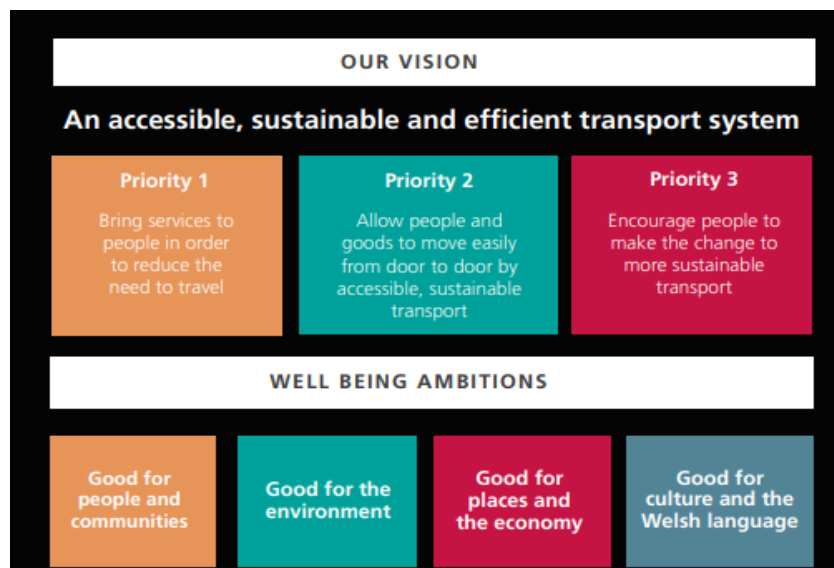 OUR VISION
An accessible, sustainable and efficient transport system
Priority 1
Bring services to
people in order
to reduce the
need to travel
Priority 2
Allow people and
goods to move easily
from door to door by
accessible, sustainable
transport
Priority 3
Encourage people to
make the change to
more sustainable
transport
WELL BEING AMBITIONS
Good for
people and
communities
Good for the
environment
Good for
places and
the economy
Good for
culture and the
Welsh language